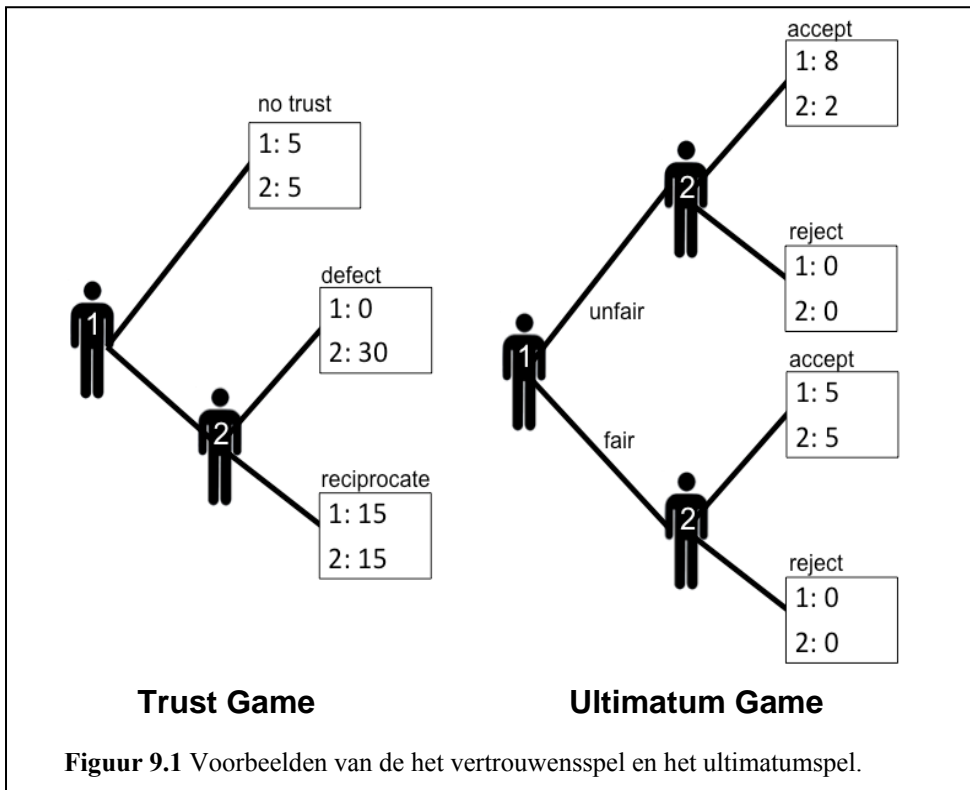 no trust
1: 5
2: 5
1
defect
1: 0
2: 30
2
reciprocate
1: 15
2: 15
Trust Game
accept
1: 8
2: 2
2
reject
1: 0
2: 0
unfair
1
fair
accept
1: 5
2: 5
2
reject
1: 0
2: 0
Ultimatum Game
Figuur 9.1 Voorbeelden van de het vertrouwensspel en het ultimatumspel.